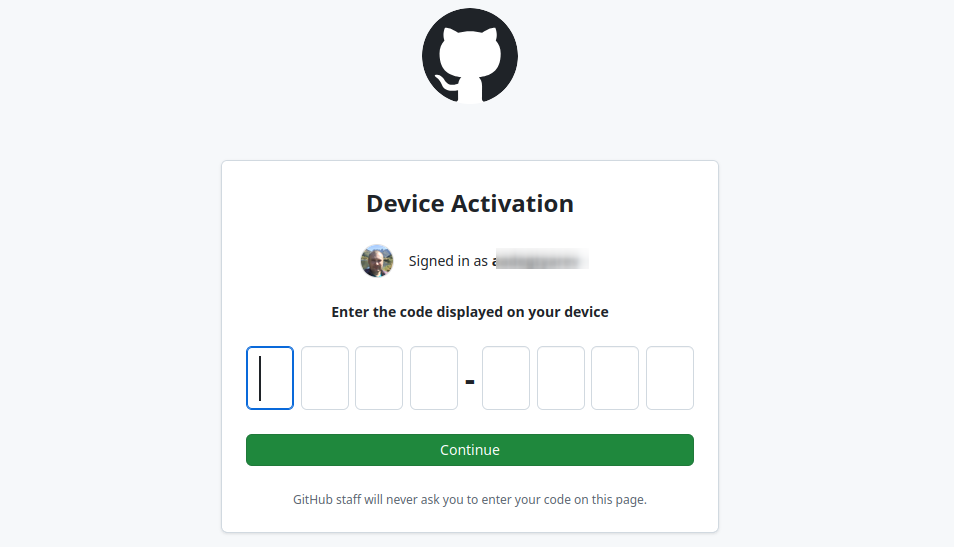 Device Activation
Signed in as
Enter the code displayed on your device
-
Continue
GitHub staff will never ask you to enter your code on this page.